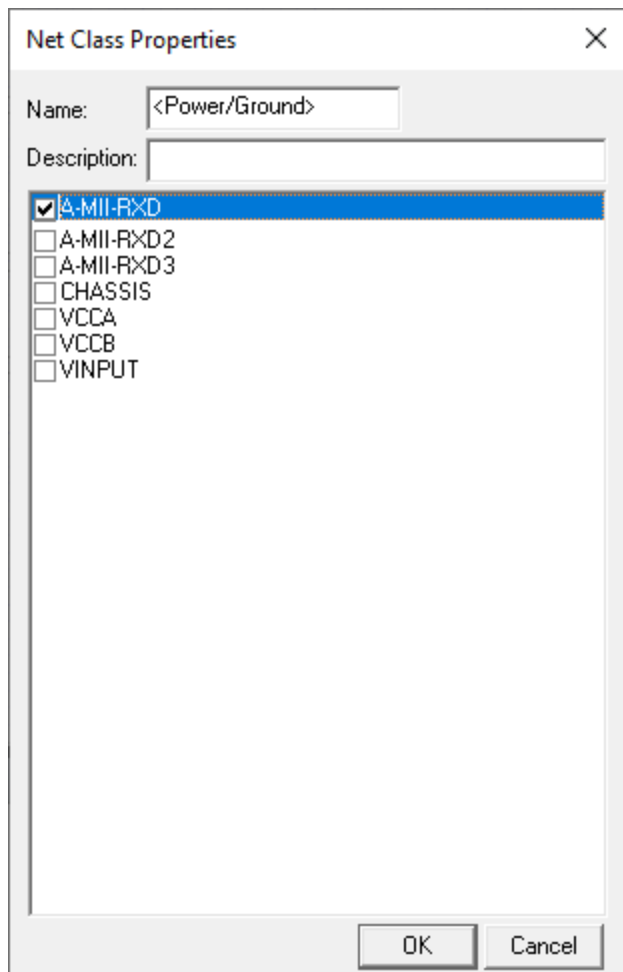 Net Class Properties
Name: <Power/Ground>
Description:
A-MII-RXD
A-MII-RXD2
A-MII-RXD3
CHASSIS
VCCA
VCCB
VINPUT
OK Cancel